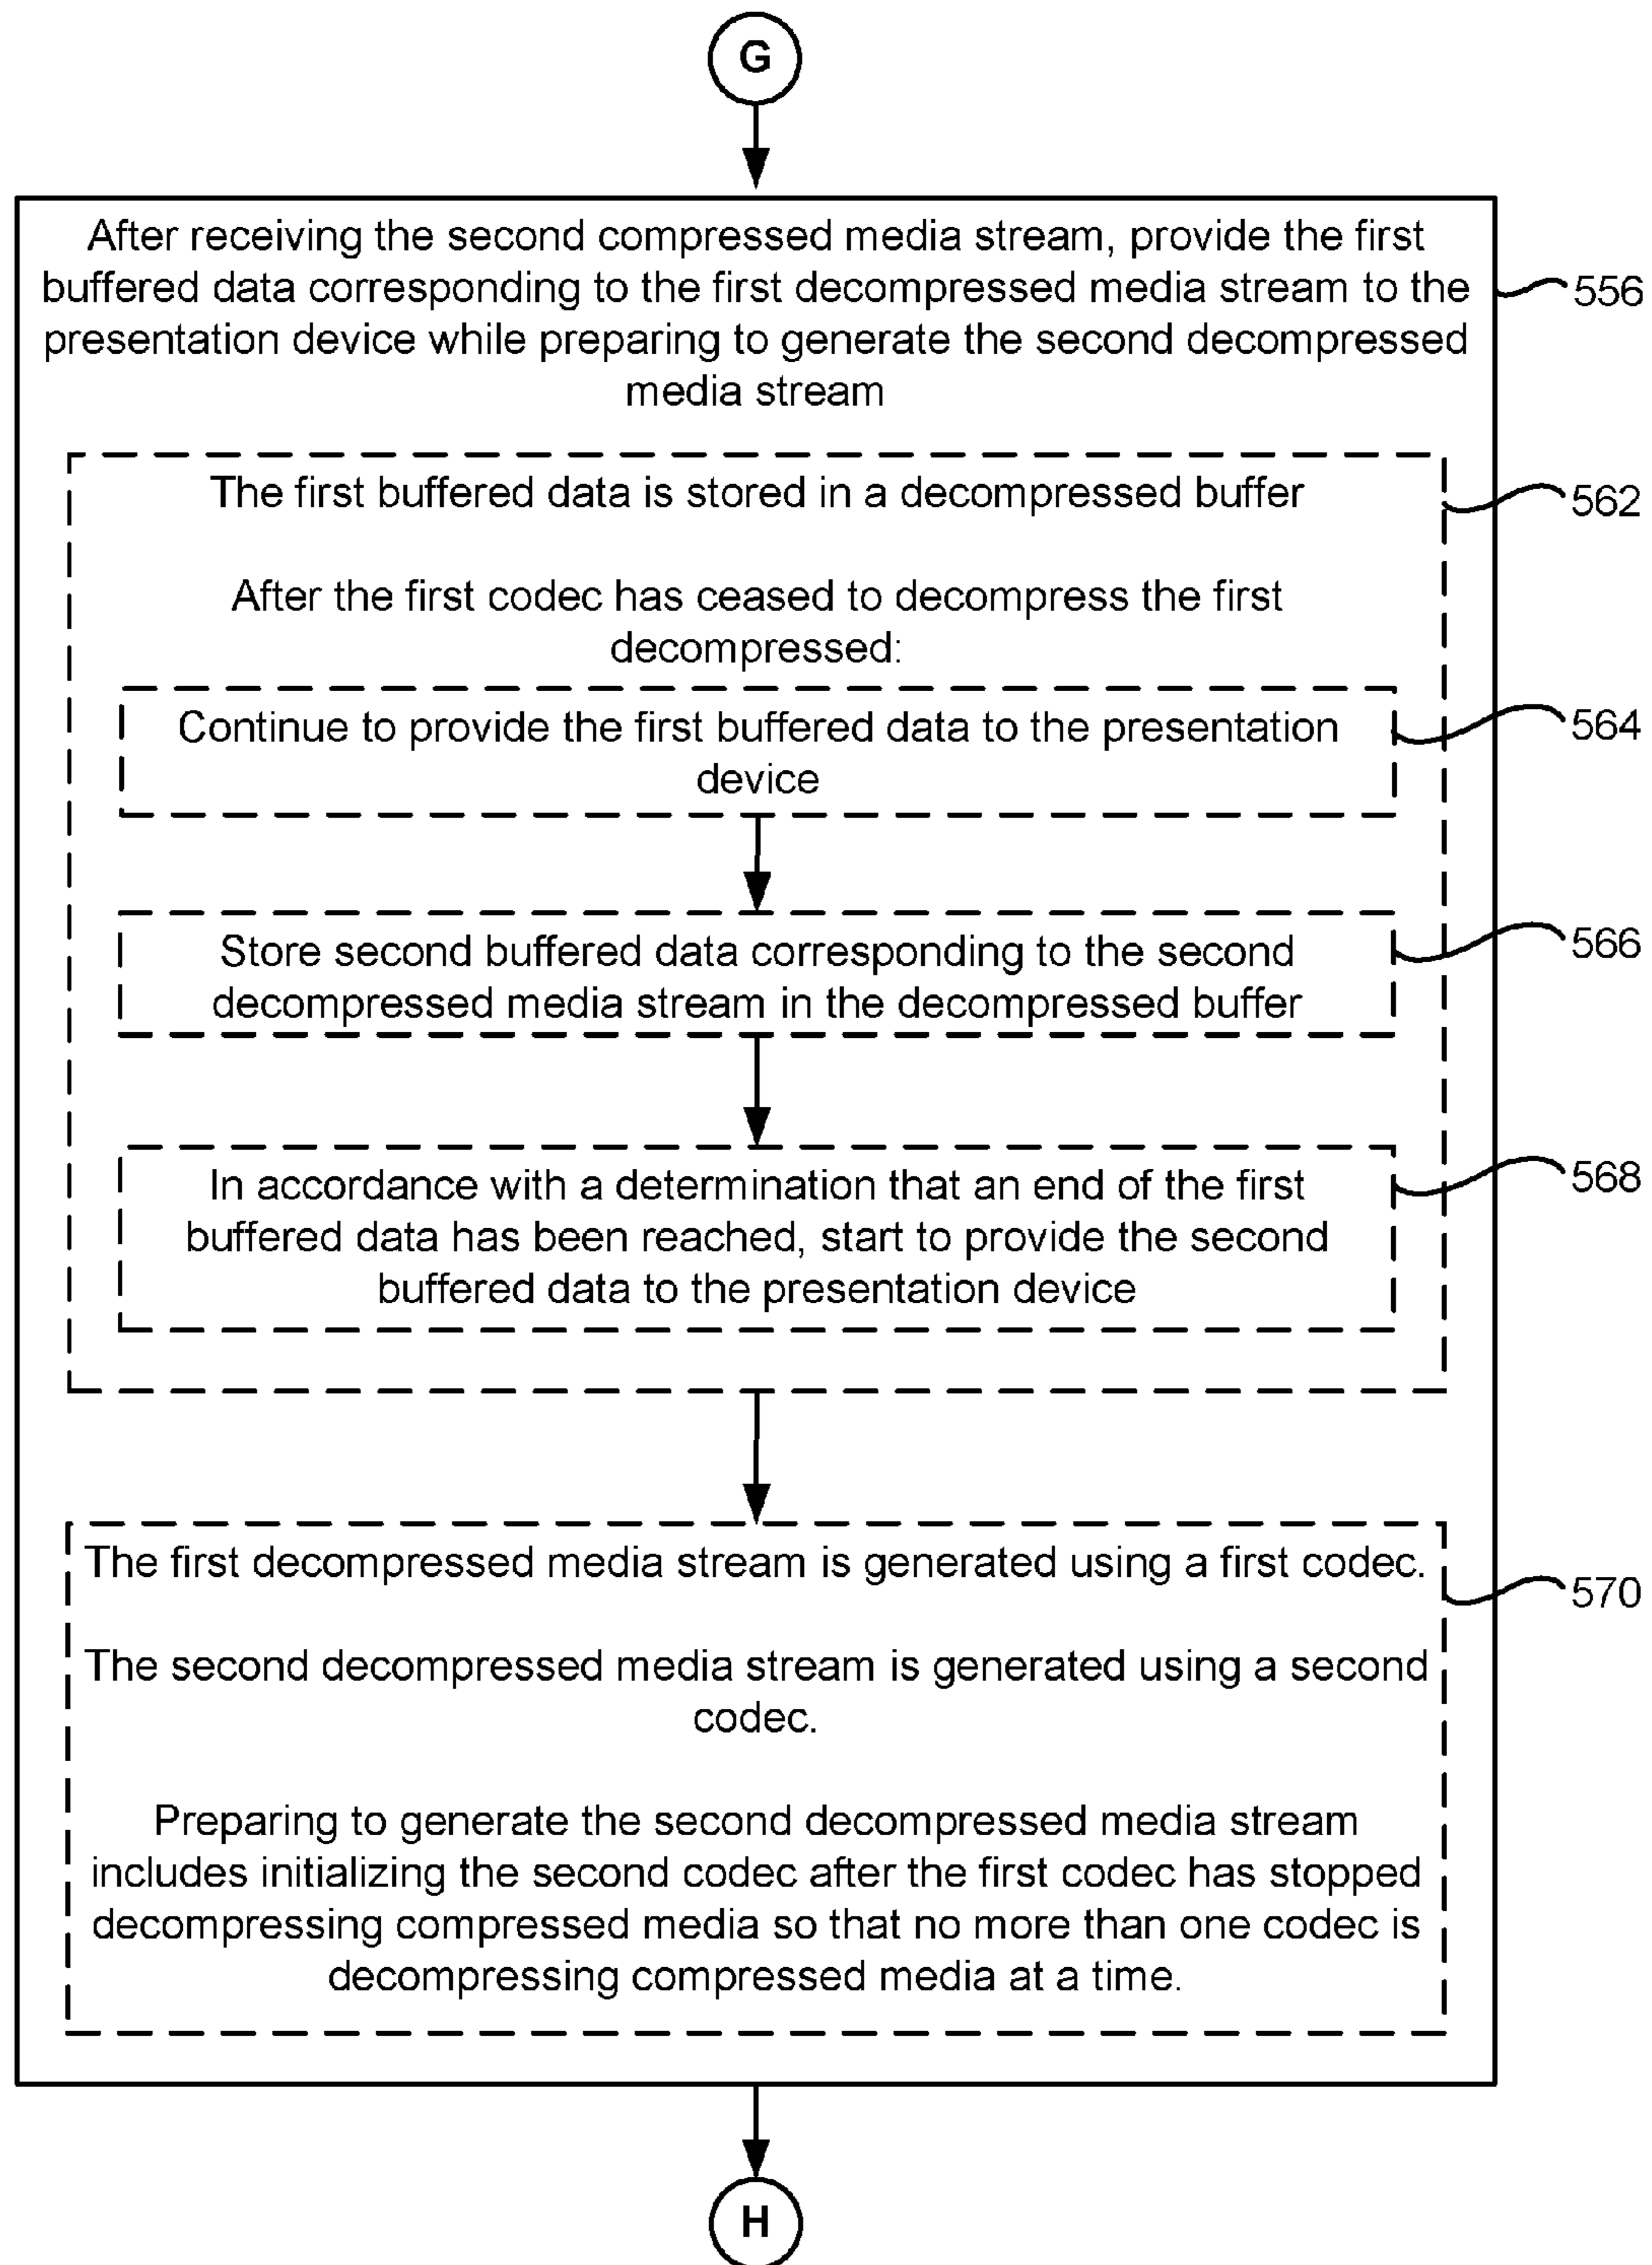 G
After receiving the second compressed media stream, provide the first
buffered data corresponding to the first decompressed media stream to the
presentation device while preparing to generate the second decompressed
media stream
556
The first buffered data is stored in a decompressed buffer
562
After the first codec has ceased to decompress the first
decompressed:
Continue to provide the first buffered data to the presentation
device
564
Store second buffered data corresponding to the second
decompressed media stream in the decompressed buffer
566
In accordance with a determination that an end of the first
buffered data has been reached, start to provide the second
buffered data to the presentation device
568
The first decompressed media stream is generated using a first codec.
570
The second decompressed media stream is generated using a second
codec.
Preparing to generate the second decompressed media stream
includes initializing the second codec after the first codec has stopped
decompressing compressed media so that no more than one codec is
decompressing compressed media at a time.
H